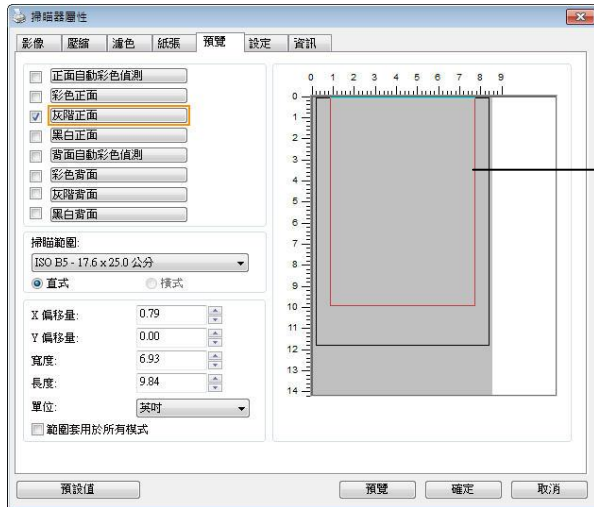 掃瞄器屬性
影像 壓縮 濾色 紙張 預覽 設定 資訊
正面自動彩色偵測
彩色正面
灰階正面
黑白正面
背面自動彩色偵測
彩色背面
灰階背面
黑白背面
掃瞄範圍:
ISO B5 - 17.6 x 25.0 公分
直式 橫式
X 偏移量: 0.79
Y 偏移量: 0.00
寬度: 6.93
長度: 9.84
單位: 英吋
範圍套用於所有模式
0 1 2 3 4 5 6 7 8 9
0
1
2
3
4
5
6
7
8
9
10
11
12
13
14
預設值 預覽 確定 取消